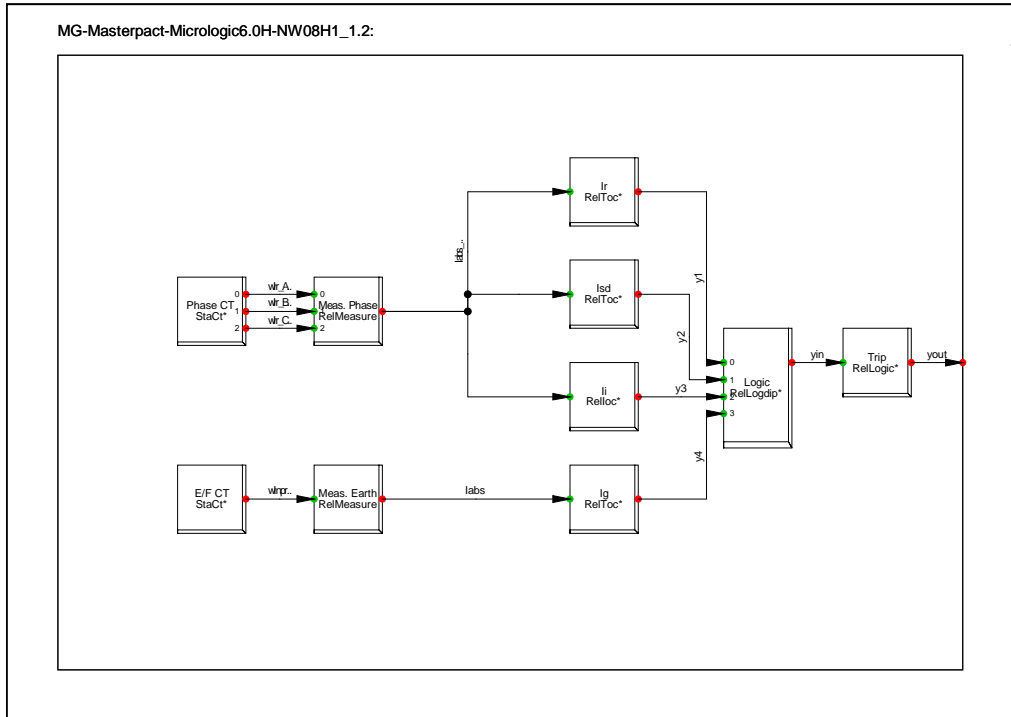 MG-Masterpact-Micrologic6.0H-NW08H1_1.2:
Ir
RelToc*
Iabs_..
y1
Phase CT
StaCt*
0
1
2
wIr_A.
wIr_B.
wIr_C.
0
2
Meas. Phase
RelMeasure
Isd
RelToc*
y2
Ii
RelIoc*
y3
Logic
RelLogdip*
0
1
2
3
yin
Trip
RelLogic*
yout
E/F CT
StaCt*
wInpr..
Meas. Earth
RelMeasure
Iabs
Ig
RelToc*
y4